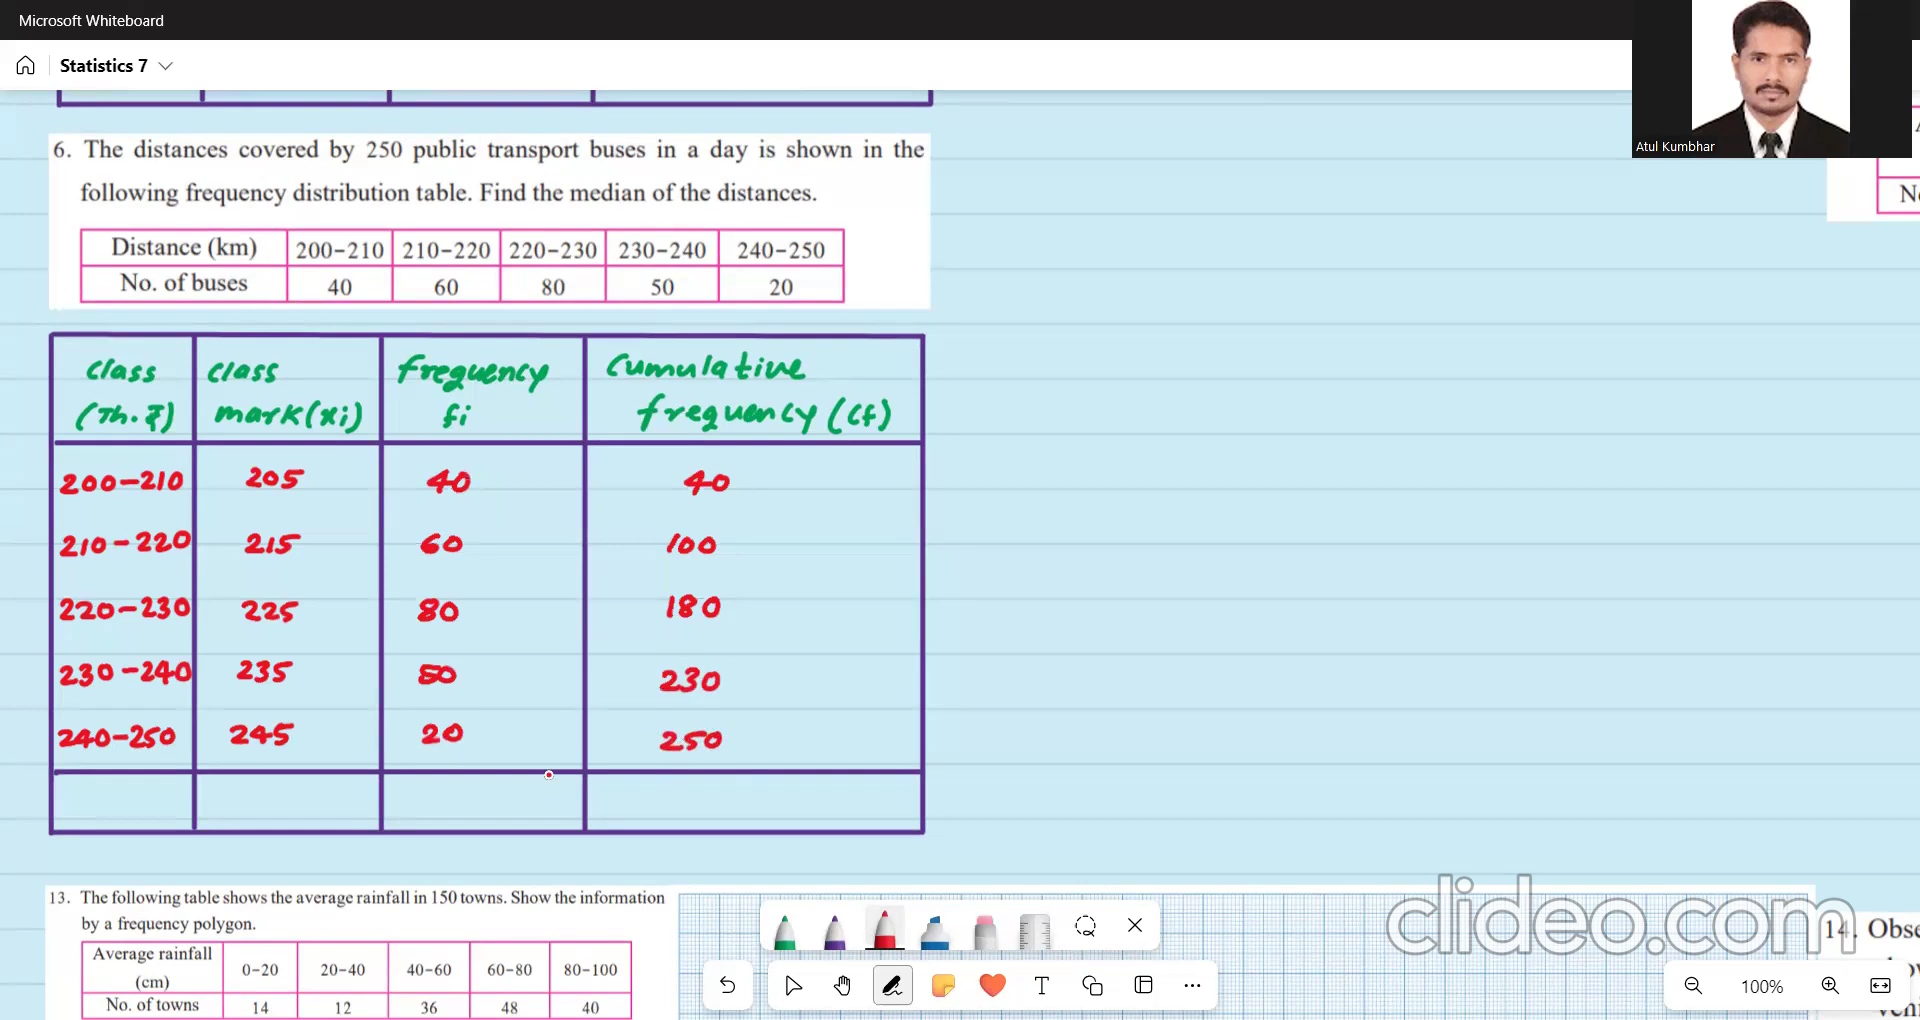 Microsoft Whiteboard
Statistics 7
Atul Kumbhar
6. The distances covered by 250 public transport buses in a day is shown in the
following frequency distribution table. Find the median of the distances.
Distance (km) 200-210 210-220 220-230 230-240 240-250
No. of buses 40 60 80 50 20
class class frequency cumulative
(Th.₹) mark(xi) fi frequency (cf)
200-210 205 40 40
210-220 215 60 100
220-230 225 80 180
230-240 235 50 230
240-250 245 20 250
13. The following table shows the average rainfall in 150 towns. Show the information
by a frequency polygon.
Average rainfall
(cm) 0-20 20-40 40-60 60-80 80-100
No. of towns 14 12 36 48 40
clideo.com
14.
100%